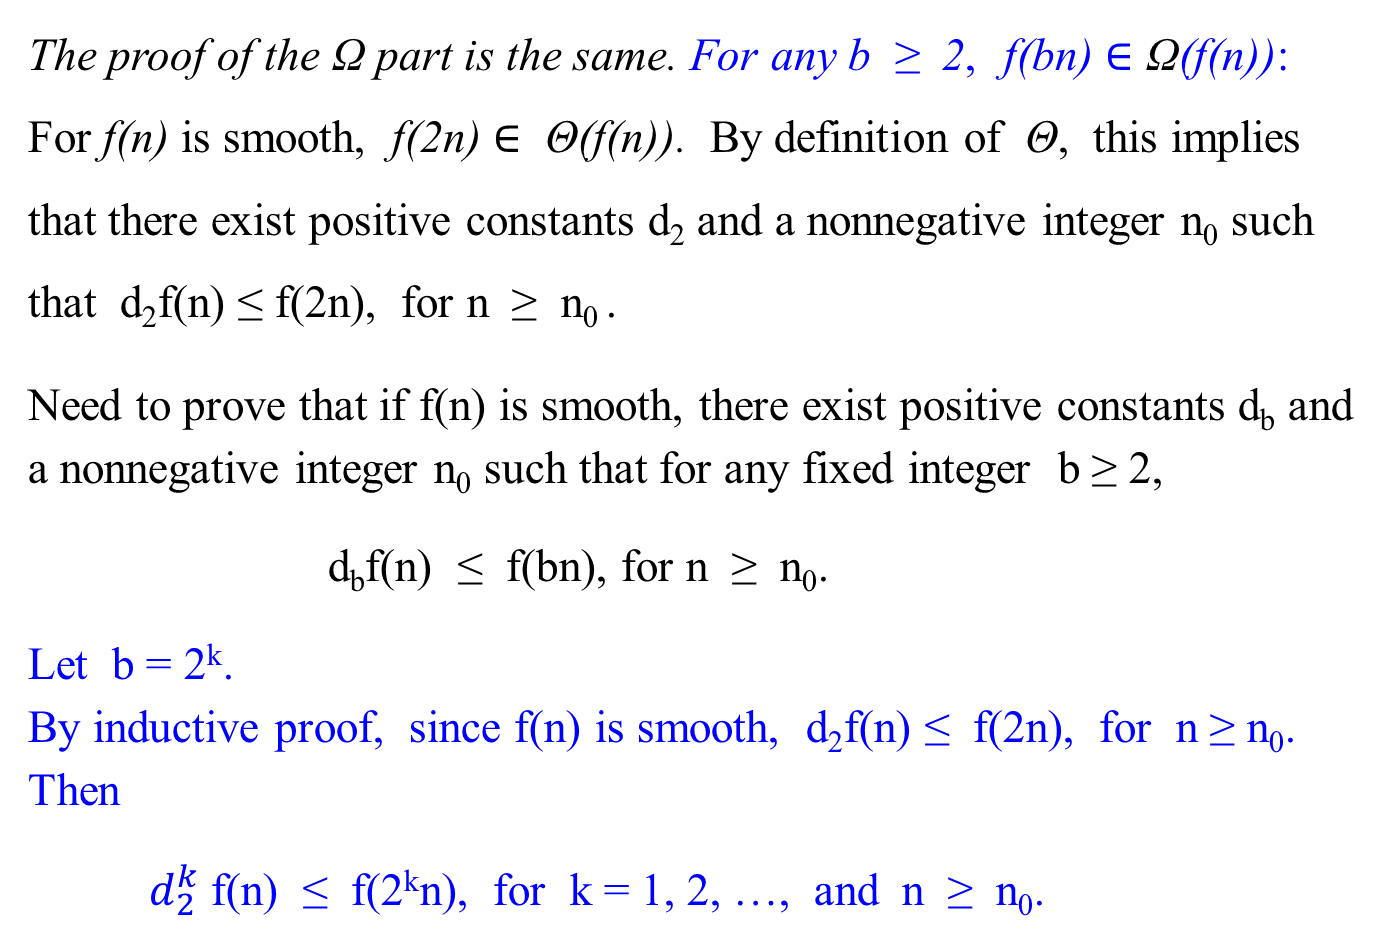 The proof of the Ω part is the same. For any b ≥ 2, f(bn) ∈ Ω(f(n)):
For f(n) is smooth, f(2n) ∈ Θ(f(n)). By definition of Θ, this implies
that there exist positive constants d₂ and a nonnegative integer n₀ such
that d₂f(n) ≤ f(2n), for n ≥ n₀ .
Need to prove that if f(n) is smooth, there exist positive constants d_b and
a nonnegative integer n₀ such that for any fixed integer b ≥ 2,
d_bf(n) ≤ f(bn), for n ≥ n₀.
Let b = 2ᵏ.
By inductive proof, since f(n) is smooth, d₂f(n) ≤ f(2n), for n ≥ n₀.
Then
d₂ᵏ f(n) ≤ f(2ᵏn), for k = 1, 2, …, and n ≥ n₀.